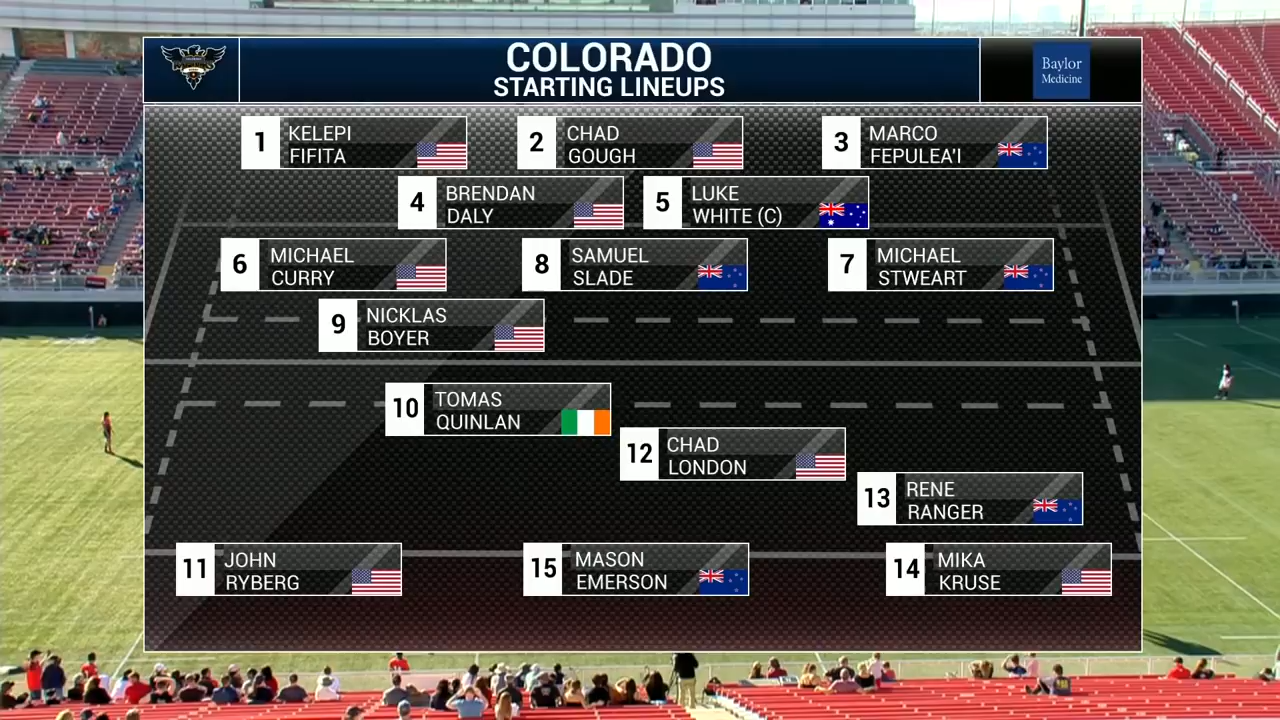 COLORADO
STARTING LINEUPS
Baylor
Medicine
1 KELEPI
FIFITA
2 CHAD
GOUGH
3 MARCO
FEPULEA'I
4 BRENDAN
DALY
5 LUKE
WHITE (C)
6 MICHAEL
CURRY
8 SAMUEL
SLADE
7 MICHAEL
STWEART
9 NICKLAS
BOYER
10 TOMAS
QUINLAN
12 CHAD
LONDON
13 RENE
RANGER
11 JOHN
RYBERG
15 MASON
EMERSON
14 MIKA
KRUSE